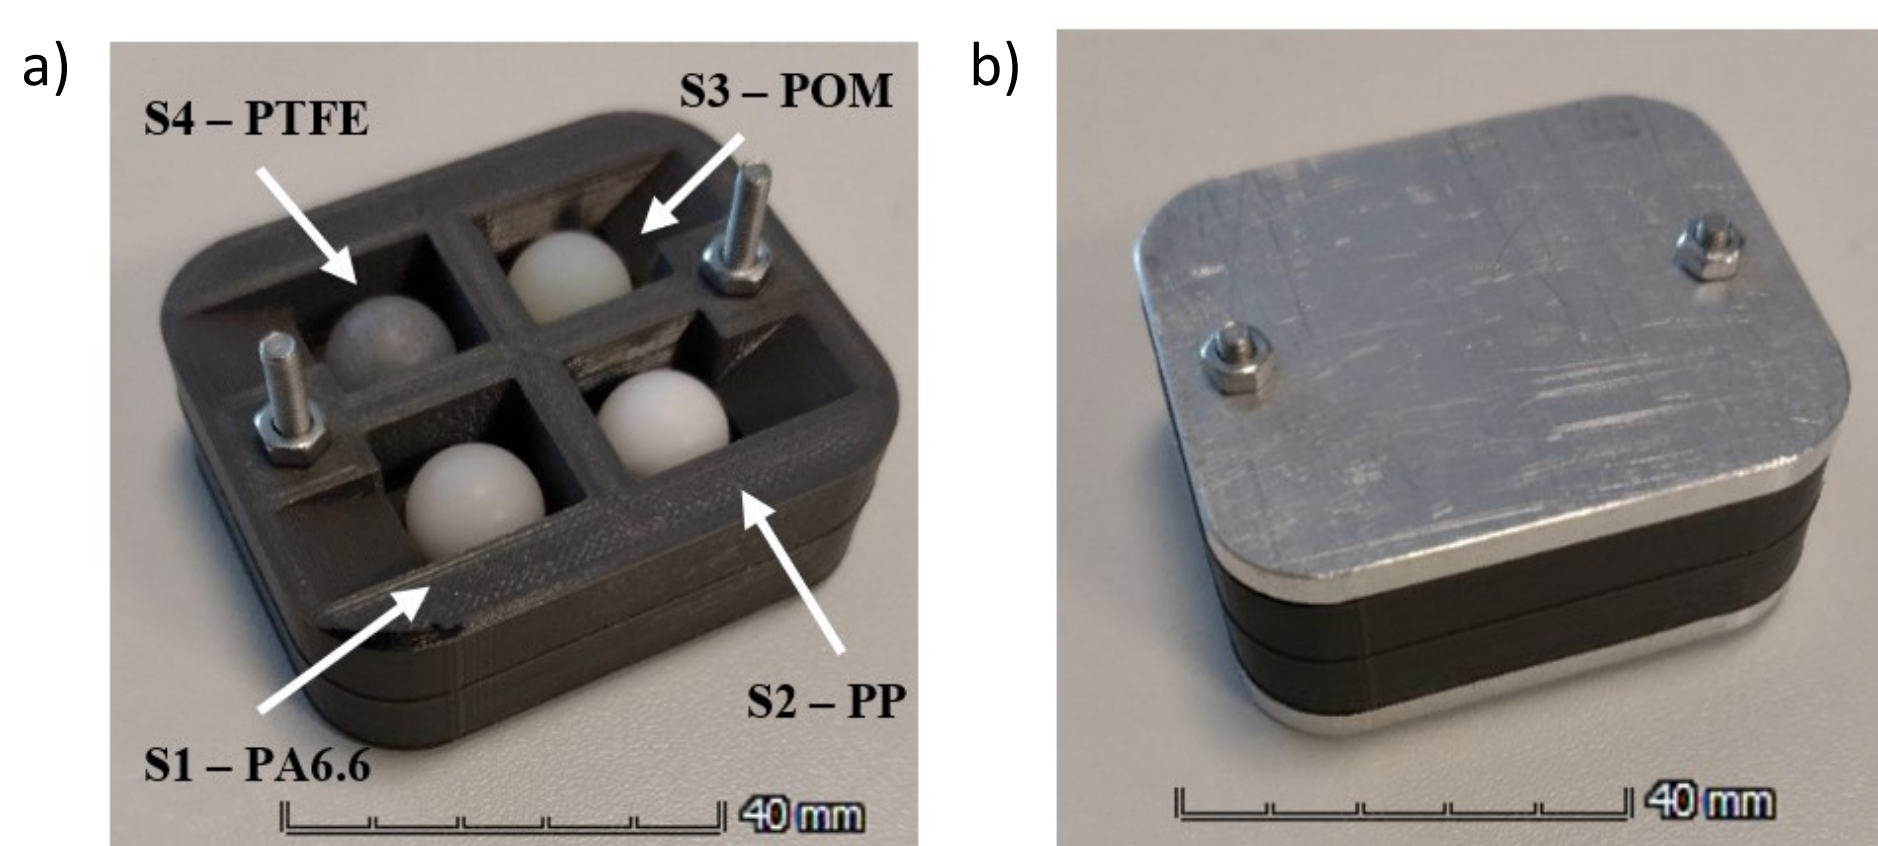 a)
S4 – PTFE
S3 – POM
S1 – PA6.6
S2 – PP
40 mm
b)
40 mm